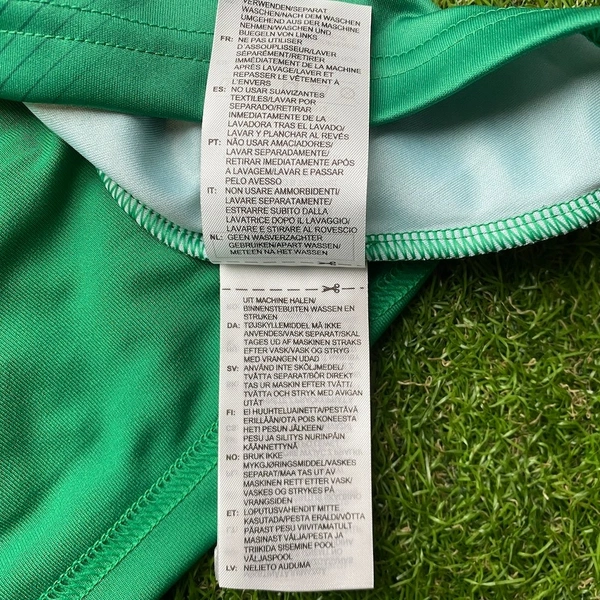 VERWENDEN/SEPARAT
WASCHEN/NACH DEM WASCHEN
UMGEHEND AUS DER MASCHINE
NEHMEN/WASCHEN UND
BUEGELN VON LINKS
FR: NE PAS UTILISER
D'ASSOUPLISSEUR/LAVER
SÉPARÉMENT/RETIRER
IMMÉDIATEMENT DE LA MACHINE
APRÈS LAVAGE/LAVER ET
REPASSER LE VÊTEMENT À
L'ENVERS
ES: NO USAR SUAVIZANTES
TEXTILES/LAVAR POR
SEPARADO/RETIRAR
INMEDIATAMENTE DE LA
LAVADORA TRAS EL LAVADO/
LAVAR Y PLANCHAR AL REVÉS
PT: NÃO USAR AMACIADORES/
LAVAR SEPARADAMENTE/
RETIRAR IMEDIATAMENTE APÓS
A LAVAGEM/LAVAR E PASSAR
PELO AVESSO
IT: NON USARE AMMORBIDENTI/
LAVARE SEPARATAMENTE/
ESTRARRE SUBITO DALLA
LAVATRICE DOPO IL LAVAGGIO/
LAVARE E STIRARE AL ROVESCIO
NL: GEEN WASVERZACHTER
GEBRUIKEN/APART WASSEN/
METEEN NA HET WASSEN
UIT MACHINE HALEN/
BINNENSTEBUITEN WASSEN EN
STRIJKEN
DA: TØJSKYLLEMIDDEL MÅ IKKE
ANVENDES/VASK SEPARAT/SKAL
TAGES UD AF MASKINEN STRAKS
EFTER VASK/VASK OG STRYG
MED VRANGEN UDAD
SV: ANVÄND INTE SKÖLJMEDEL/
TVÄTTA SEPARAT/BÖR DIREKT
TAS UR MASKIN EFTER TVÄTT/
TVÄTTA OCH STRYK MED AVIGAN
UTÅT
FI: EI HUUHTELUAINETTA/PESTÄVÄ
ERILLÄÄN/OTA POIS KONEESTA
HETI PESUN JÄLKEEN/
PESU JA SILITYS NURINPÄIN
KÄÄNNETTYNÄ
NO: BRUK IKKE
MYKGJØRINGSMIDDEL/VASKES
SEPARAT/MAA TAS UT AV
MASKINEN RETT ETTER VASK/
VASKES OG STRYKES PÅ
VRANGSIDEN
ET: LOPUTUSVAHENDIT MITTE
KASUTADA/PESTA ERALDI/VÕTTA
PÄRAST PESU VIIVITAMATULT
MASINAST VÄLJA/PESTA JA
TRIIKIDA SISEMINE POOL
VÄLJASPOOL
LV: NELIETO AUDUMA